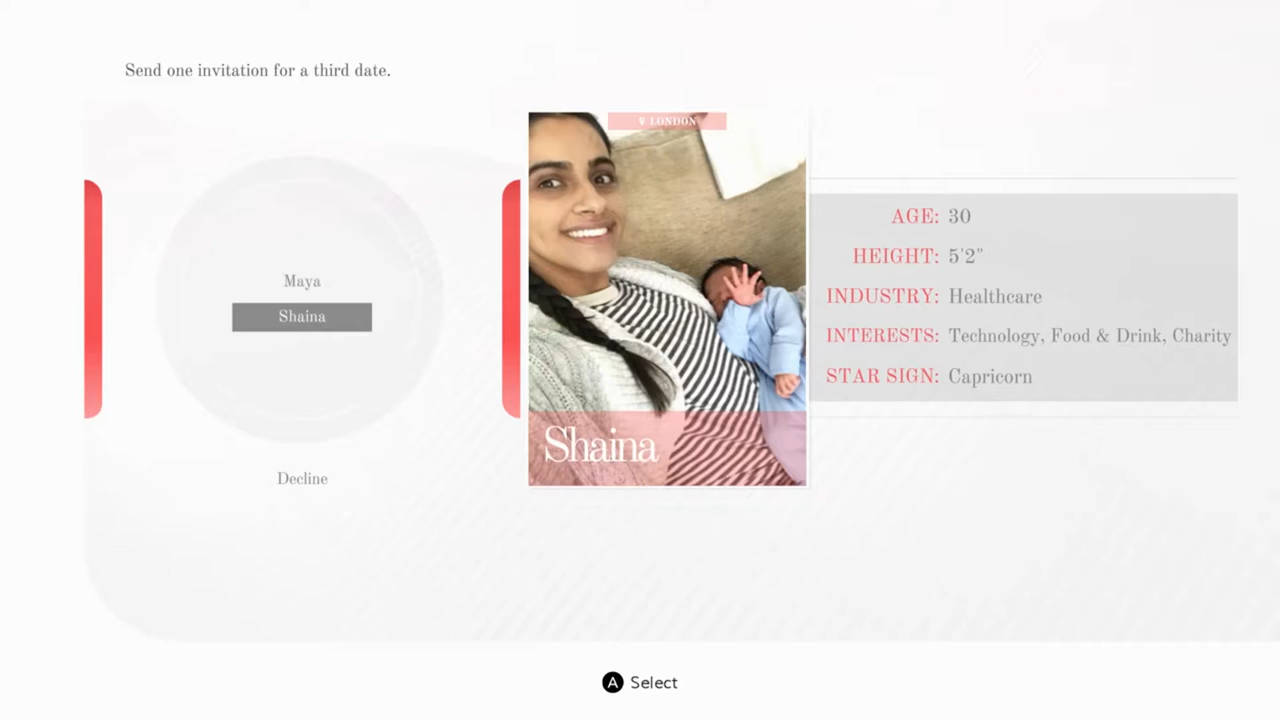 Send one invitation for a third date.
LONDON
Maya
Shaina
Decline
Shaina
AGE: 30
HEIGHT: 5'2"
INDUSTRY: Healthcare
INTERESTS: Technology, Food & Drink, Charity
STAR SIGN: Capricorn
A Select